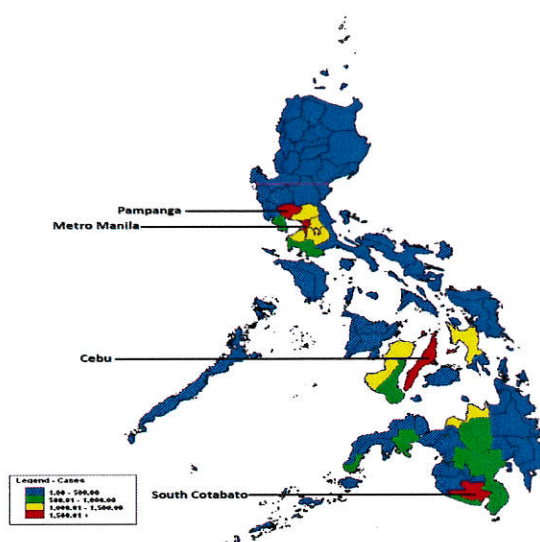 Pampanga
Metro Manila
Cebu
South Cotabato
Legend - Cases
1.00 - 500.00
500.01 - 1,000.00
1,000.01 - 1,500.00
1,500.01 +